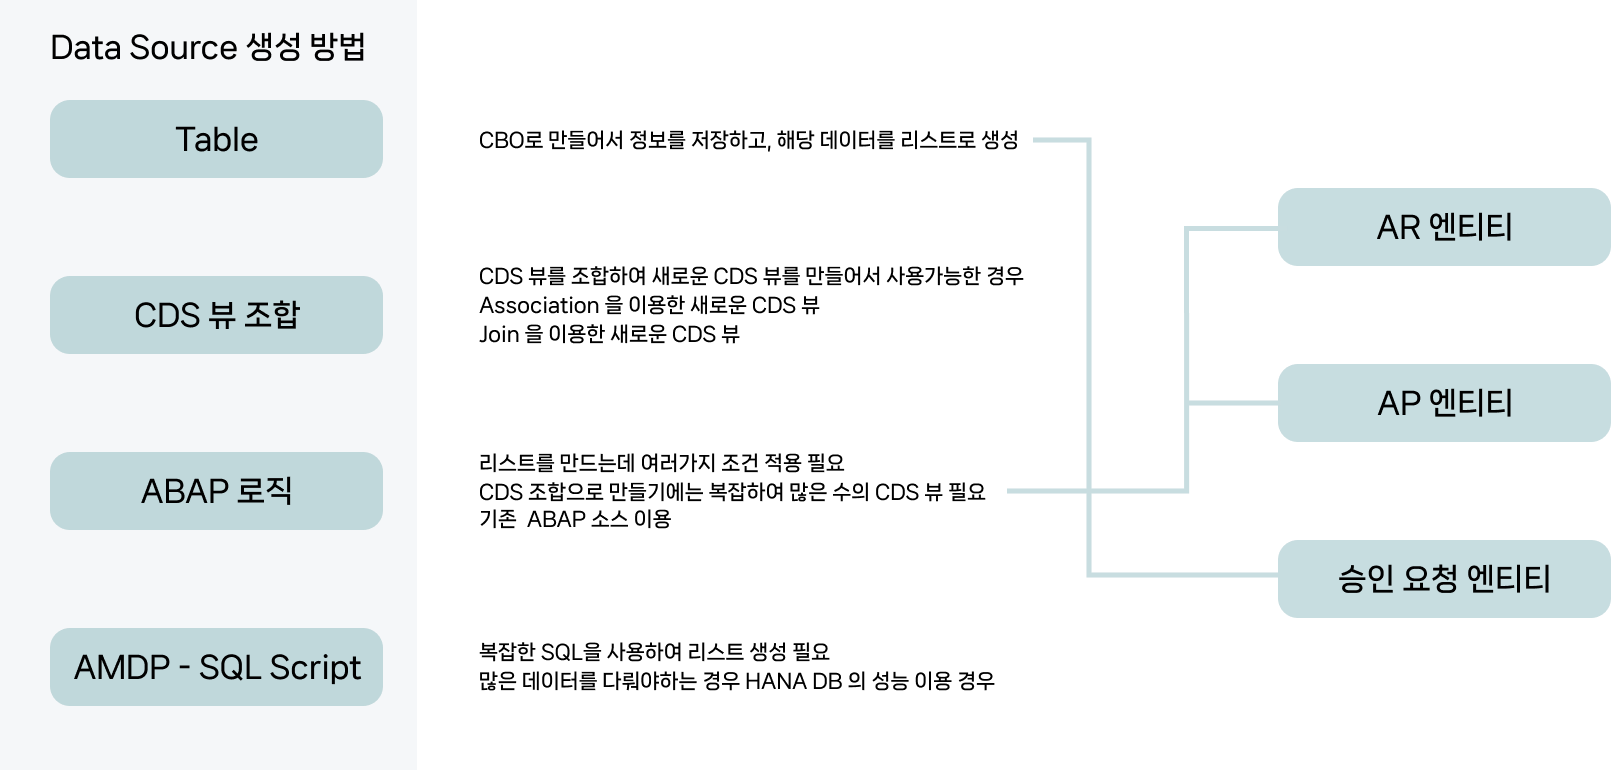 Data Source 생성 방법
Table
CBO로 만들어서 정보를 저장하고, 해당 데이터를 리스트로 생성
CDS 뷰 조합
CDS 뷰를 조합하여 새로운 CDS 뷰를 만들어서 사용가능한 경우
Association 을 이용한 새로운 CDS 뷰
Join 을 이용한 새로운 CDS 뷰
ABAP 로직
리스트를 만드는데 여러가지 조건 적용 필요
CDS 조합으로 만들기에는 복잡하여 많은 수의 CDS 뷰 필요
기존 ABAP 소스 이용
AMDP - SQL Script
복잡한 SQL을 사용하여 리스트 생성 필요
많은 데이터를 다뤄야하는 경우 HANA DB 의 성능 이용 경우
AR 엔티티
AP 엔티티
승인 요청 엔티티